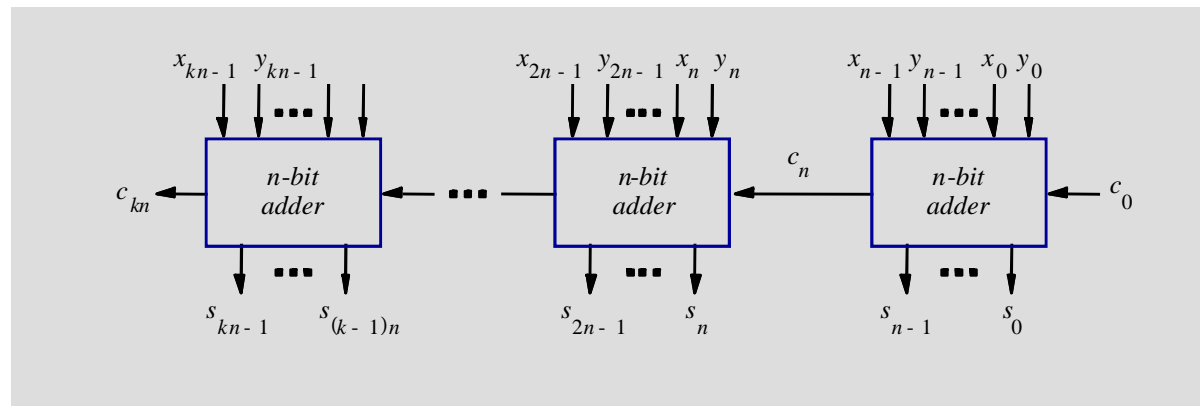 x_{kn-1} y_{kn-1} x_{2n-1} y_{2n-1} x_n y_n x_{n-1} y_{n-1} x_0 y_0
c_{kn} n-bit adder n-bit adder c_n n-bit adder c_0
s_{kn-1} s_{(k-1)n} s_{2n-1} s_n s_{n-1} s_0